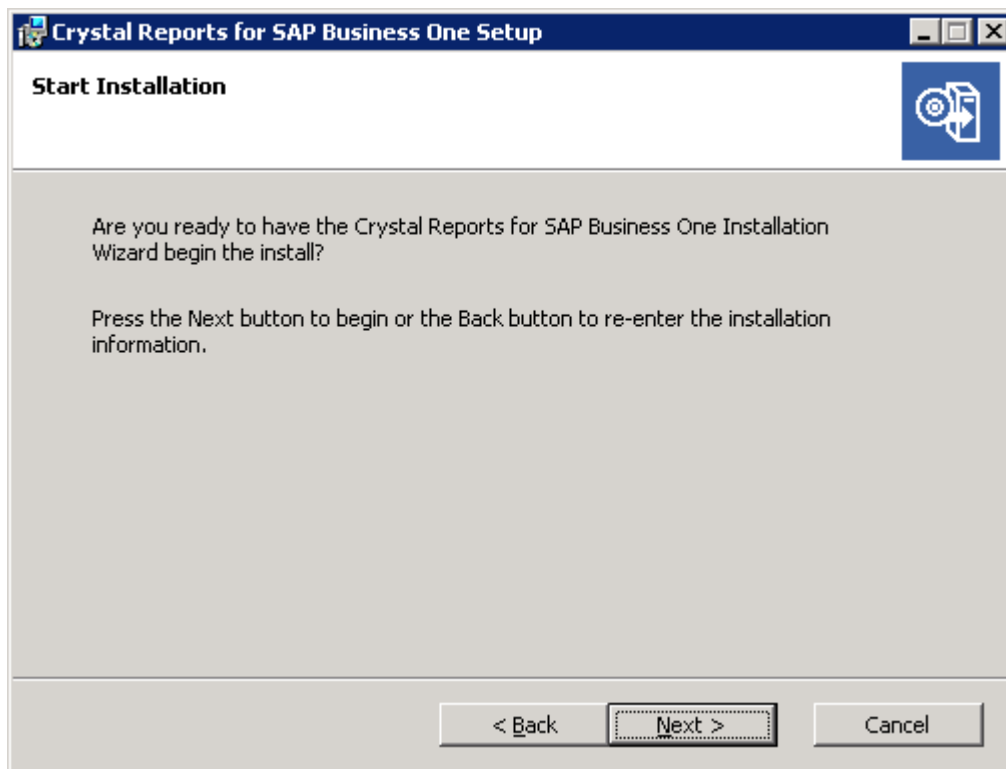 Crystal Reports for SAP Business One Setup
Start Installation
Are you ready to have the Crystal Reports for SAP Business One Installation
Wizard begin the install?
Press the Next button to begin or the Back button to re-enter the installation
information.
< Back
Next >
Cancel